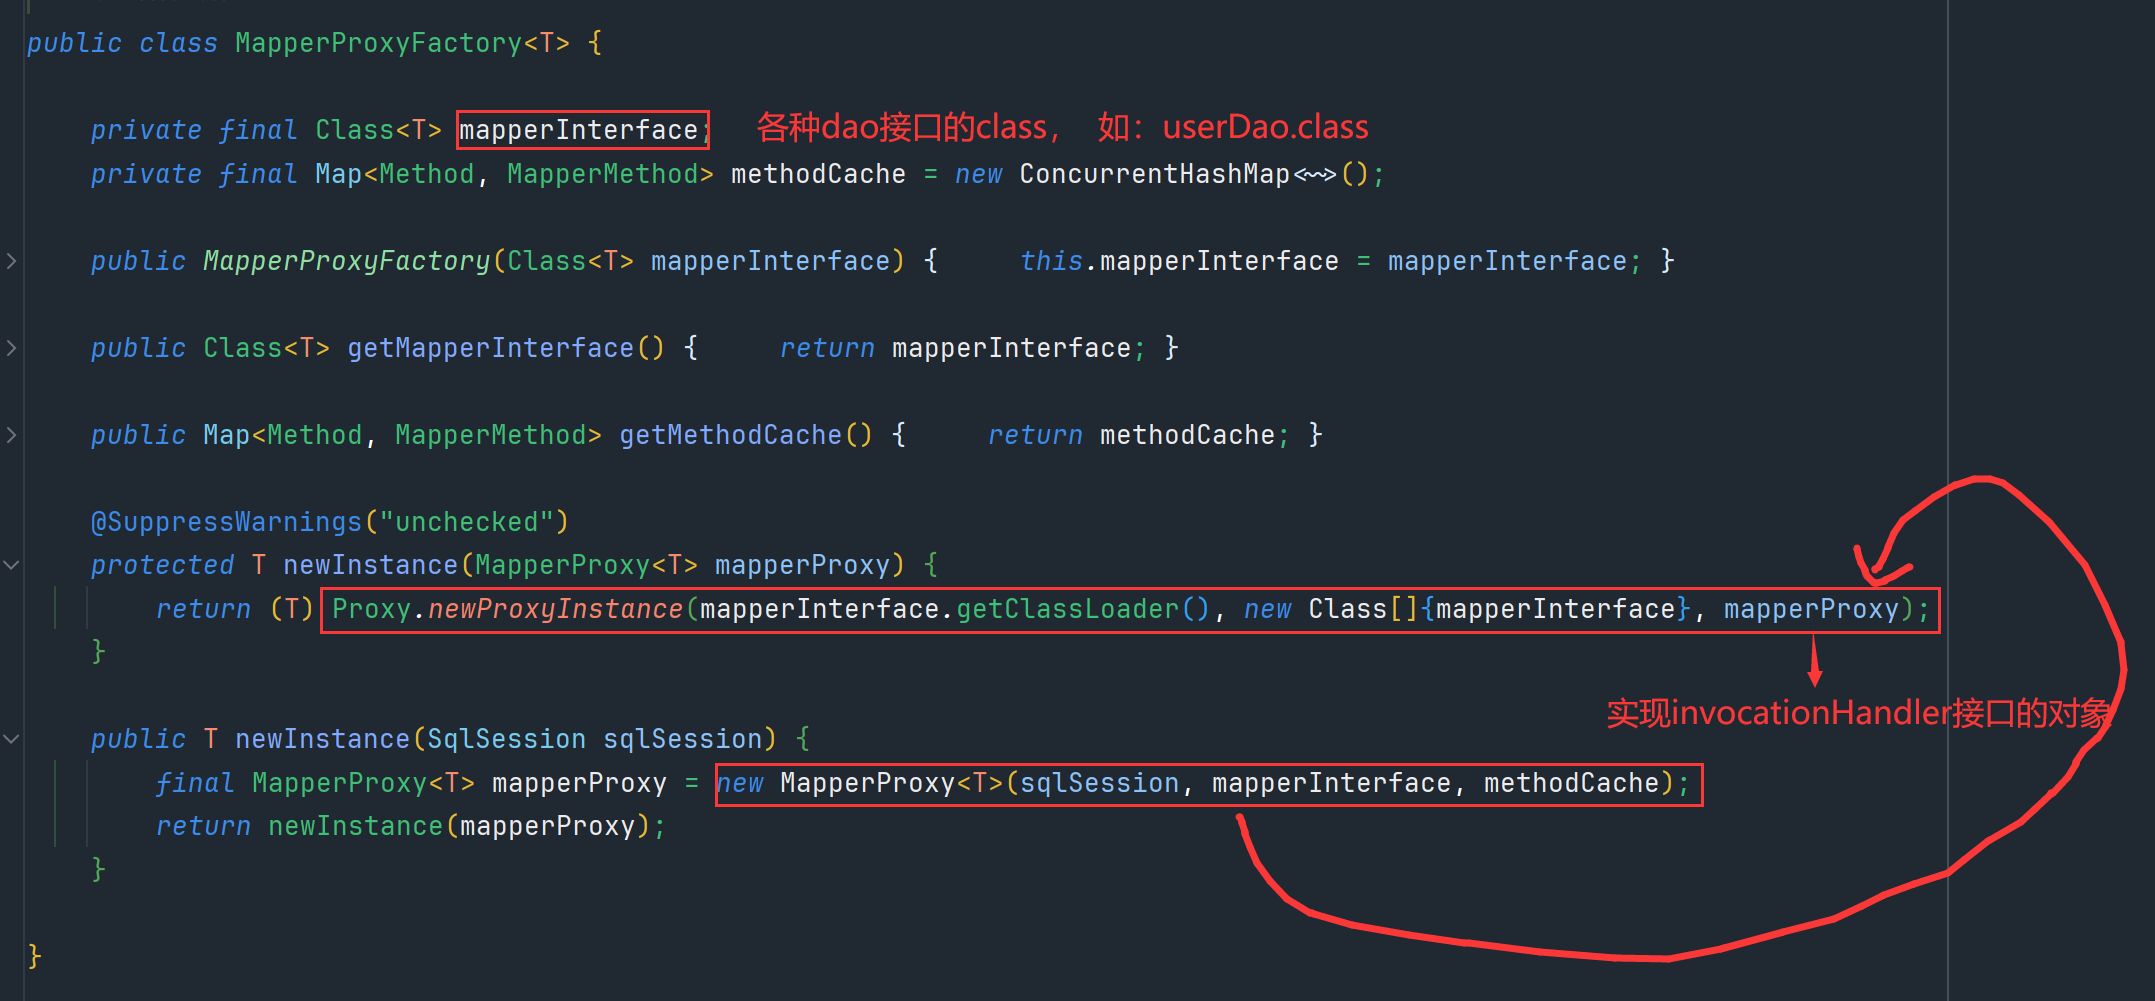 public class MapperProxyFactory<T> {
private final Class<T> mapperInterface; 各种dao接口的class， 如：userDao.class
private final Map<Method, MapperMethod> methodCache = new ConcurrentHashMap<~>();
public MapperProxyFactory(Class<T> mapperInterface) { this.mapperInterface = mapperInterface; }
public Class<T> getMapperInterface() { return mapperInterface; }
public Map<Method, MapperMethod> getMethodCache() { return methodCache; }
@SuppressWarnings("unchecked")
protected T newInstance(MapperProxy<T> mapperProxy) {
return (T) Proxy.newProxyInstance(mapperInterface.getClassLoader(), new Class[]{mapperInterface}, mapperProxy);
}
实现invocationHandler接口的对象
public T newInstance(SqlSession sqlSession) {
final MapperProxy<T> mapperProxy = new MapperProxy<T>(sqlSession, mapperInterface, methodCache);
return newInstance(mapperProxy);
}
}